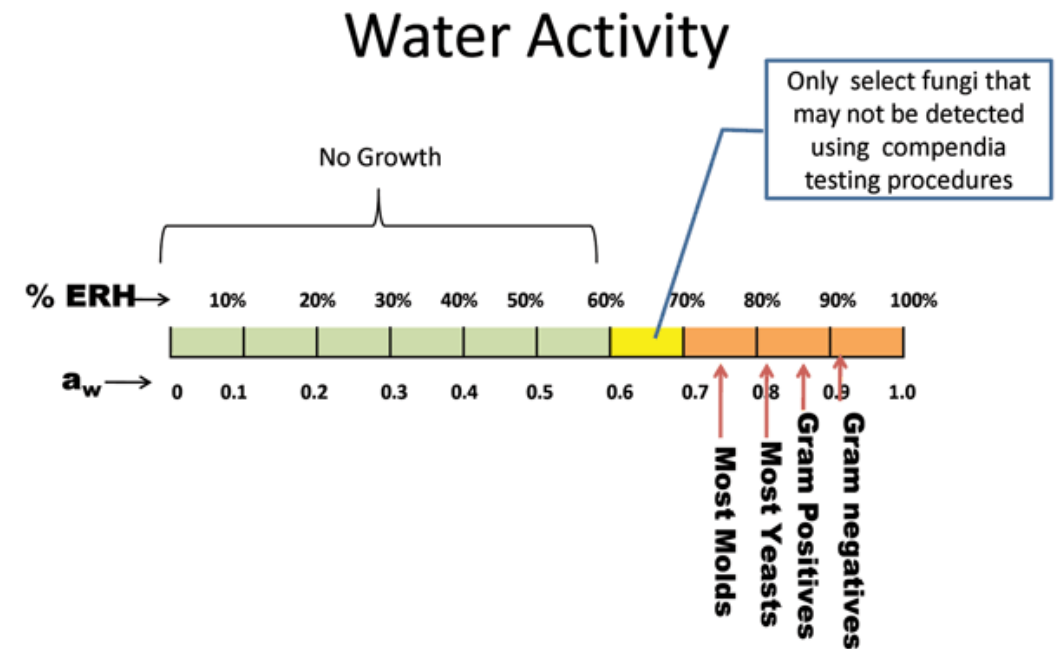 Water Activity
Only select fungi that
may not be detected
using compendia
testing procedures
No Growth
% ERH 10% 20% 30% 40% 50% 60% 70% 80% 90% 100%
aw 0 0.1 0.2 0.3 0.4 0.5 0.6 0.7 0.8 0.9 1.0
Most Molds
Most Yeasts
Gram Positives
Gram negatives